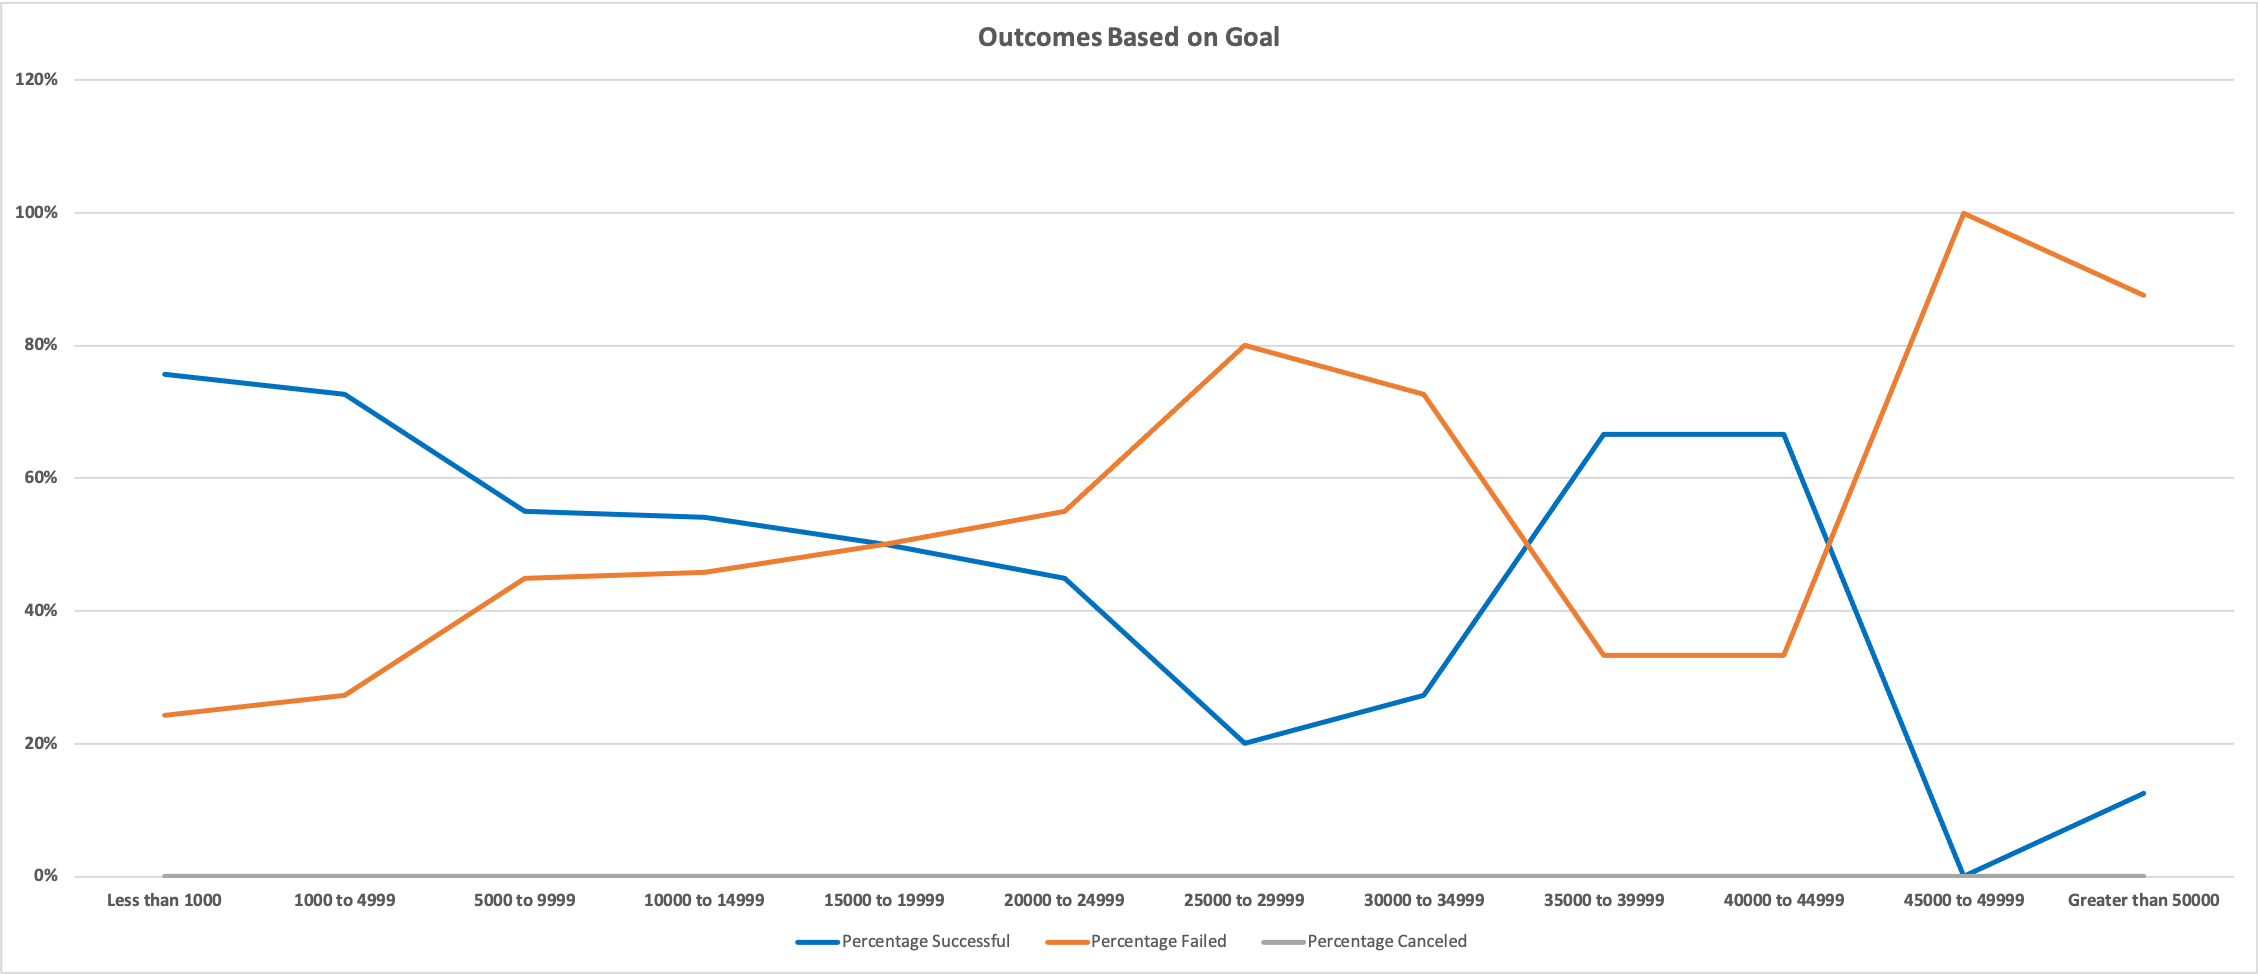 Outcomes Based on Goal
120%
100%
80%
60%
40%
20%
0%
Less than 1000 1000 to 4999 5000 to 9999 10000 to 14999 15000 to 19999 20000 to 24999 25000 to 29999 30000 to 34999 35000 to 39999 40000 to 44999 45000 to 49999 Greater than 50000
Percentage Successful Percentage Failed Percentage Canceled